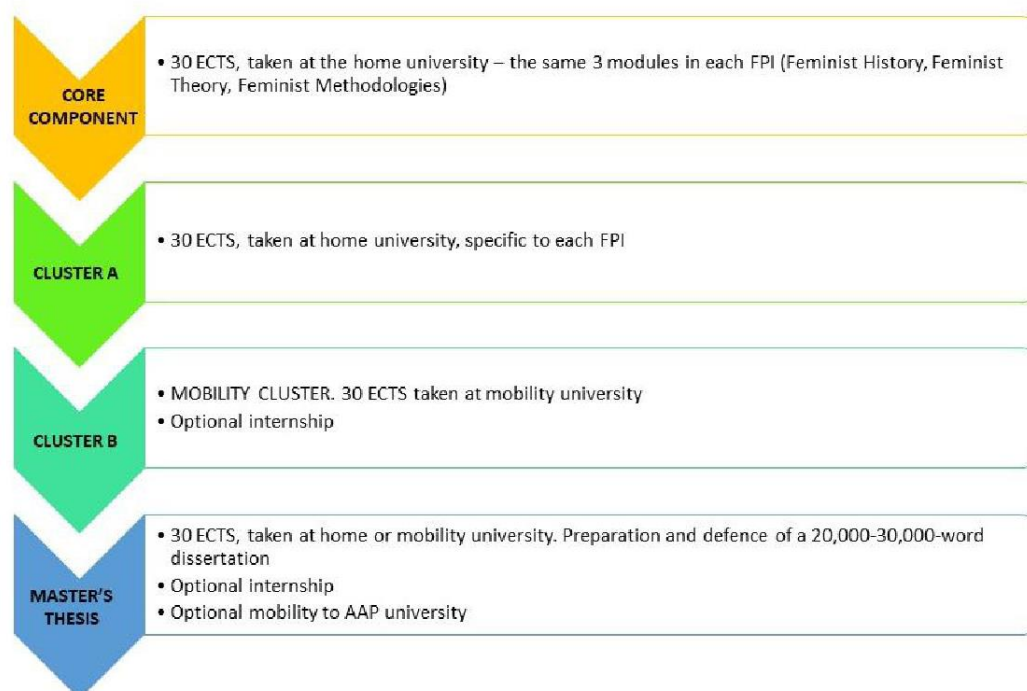 CORE
COMPONENT
• 30 ECTS, taken at the home university – the same 3 modules in each FPI (Feminist History, Feminist
Theory, Feminist Methodologies)
CLUSTER A
• 30 ECTS, taken at home university, specific to each FPI
CLUSTER B
• MOBILITY CLUSTER. 30 ECTS taken at mobility university
• Optional internship
MASTER'S
THESIS
• 30 ECTS, taken at home or mobility university. Preparation and defence of a 20,000-30,000-word
dissertation
• Optional internship
• Optional mobility to AAP university